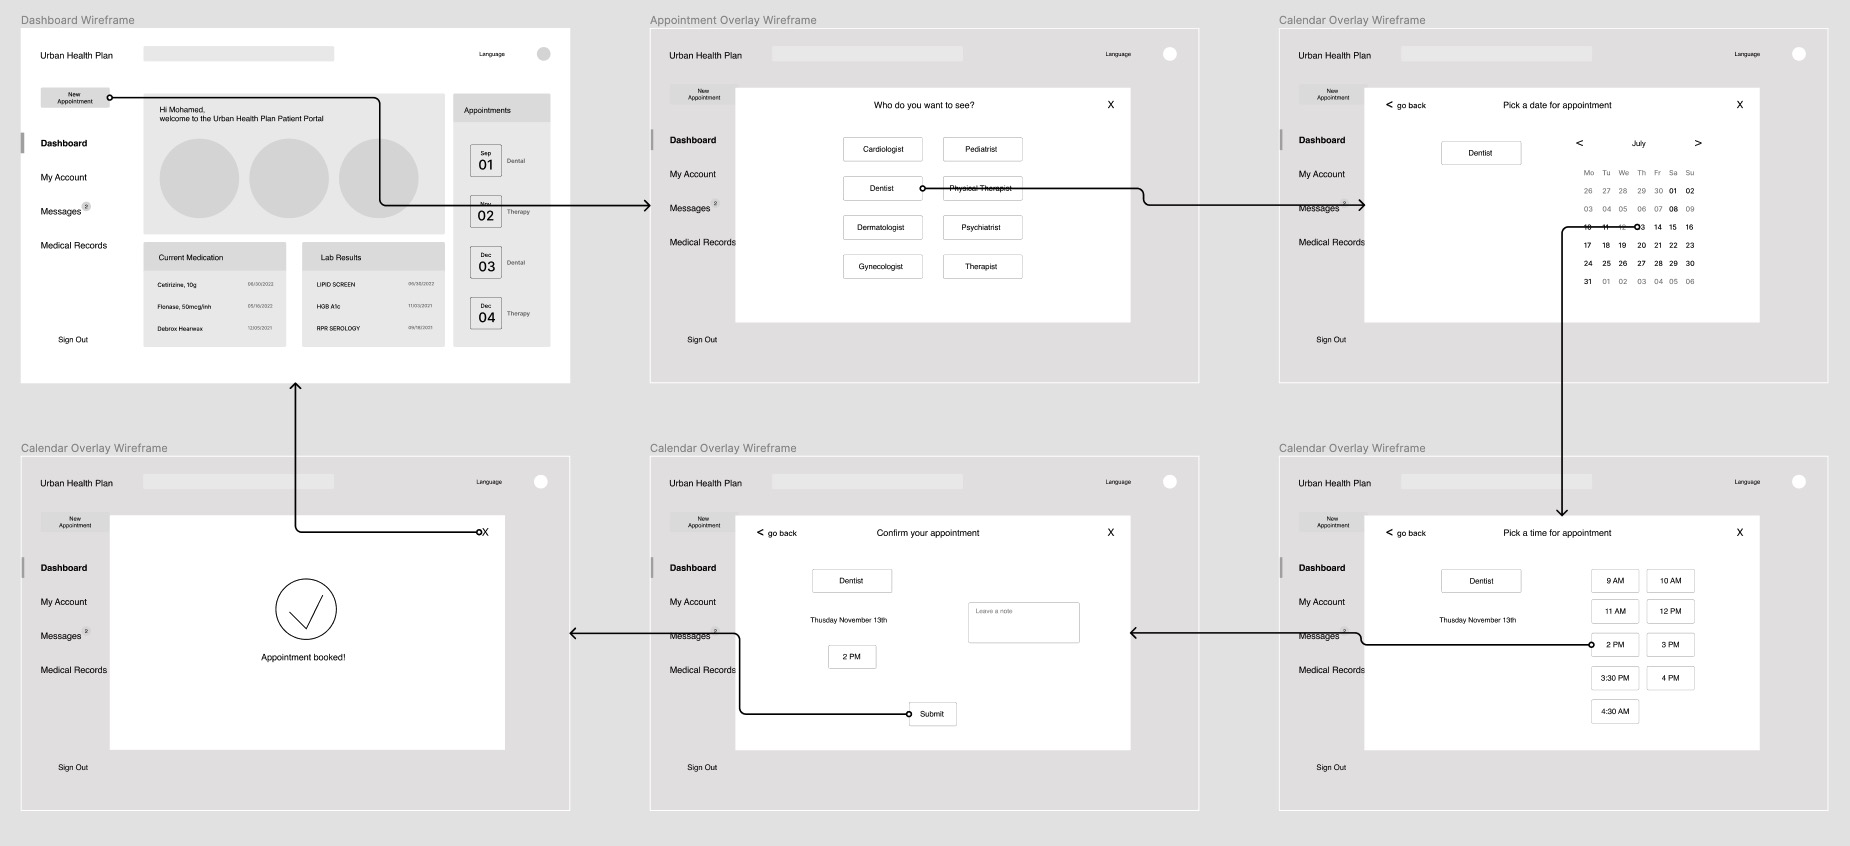 Dashboard Wireframe
Urban Health Plan
Language
New
Appointment
Dashboard
My Account
Messages 2
Medical Records
Sign Out
Hi Mohamed,
welcome to the Urban Health Plan Patient Portal
Current Medication
Cetirizine, 10g 06/30/2022
Flonase, 50mcg/inh 05/16/2022
Debrox Hearwax 12/05/2021
Lab Results
LIPID SCREEN 06/30/2022
HGB A1c 11/03/2021
RPR SEROLOGY 09/18/2021
Appointments
Sep
01 Dental
Nov
02 Therapy
Dec
03 Dental
Dec
04 Therapy
Appointment Overlay Wireframe
Urban Health Plan
Language
New
Appointment
Dashboard
My Account
Messages 2
Medical Records
Sign Out
Who do you want to see? X
Cardiologist Pediatrist
Dentist Physical Therapist
Dermatologist Psychiatrist
Gynecologist Therapist
Calendar Overlay Wireframe
Urban Health Plan
Language
New
Appointment
Dashboard
My Account
Messages 2
Medical Records
Sign Out
< go back Pick a date for appointment X
Dentist
< July >
Mo Tu We Th Fr Sa Su
26 27 28 29 30 01 02
03 04 05 06 07 08 09
10 11 12 13 14 15 16
17 18 19 20 21 22 23
24 25 26 27 28 29 30
31 01 02 03 04 05 06
Calendar Overlay Wireframe
Urban Health Plan
Language
New
Appointment
Dashboard
My Account
Messages 2
Medical Records
Sign Out
X
Appointment booked!
Calendar Overlay Wireframe
Urban Health Plan
Language
New
Appointment
Dashboard
My Account
Messages 2
Medical Records
Sign Out
< go back Confirm your appointment X
Dentist
Thusday November 13th
2 PM
Leave a note
Submit
Calendar Overlay Wireframe
Urban Health Plan
Language
New
Appointment
Dashboard
My Account
Messages 2
Medical Records
Sign Out
< go back Pick a time for appointment X
Dentist
Thusday November 13th
9 AM 10 AM
11 AM 12 PM
2 PM 3 PM
3:30 PM 4 PM
4:30 AM